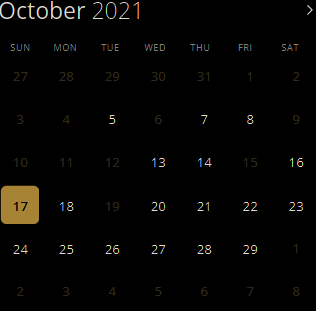 October 2021
SUN MON TUE WED THU FRI SAT
27 28 29 30 31 1 2
3 4 5 6 7 8 9
10 11 12 13 14 15 16
17 18 19 20 21 22 23
24 25 26 27 28 29 1
2 3 4 5 6 7 8